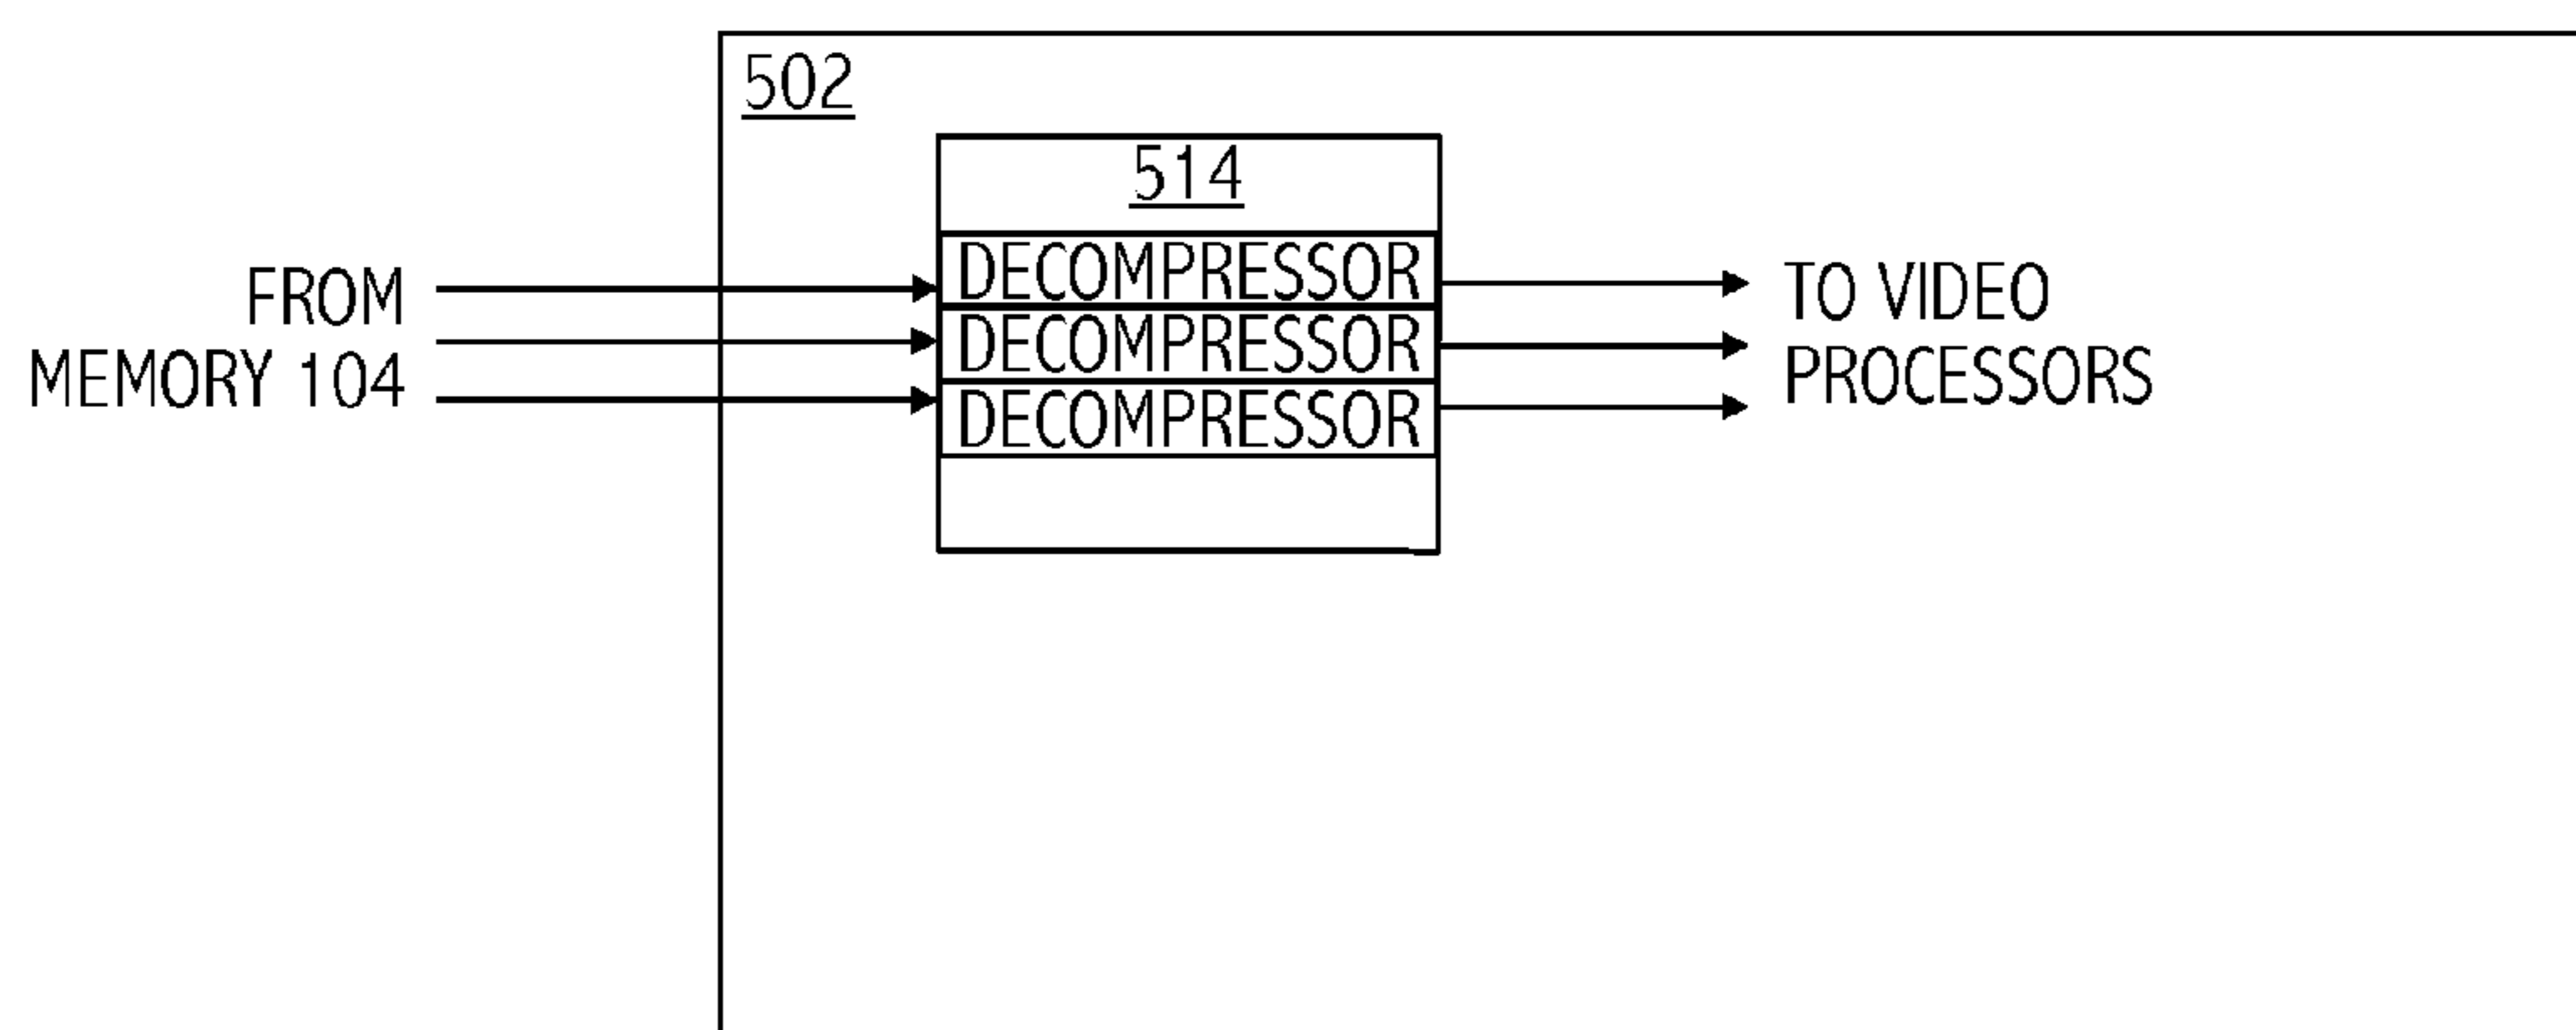 502
514
FROM
MEMORY 104
DECOMPRESSOR
DECOMPRESSOR
DECOMPRESSOR
TO VIDEO
PROCESSORS